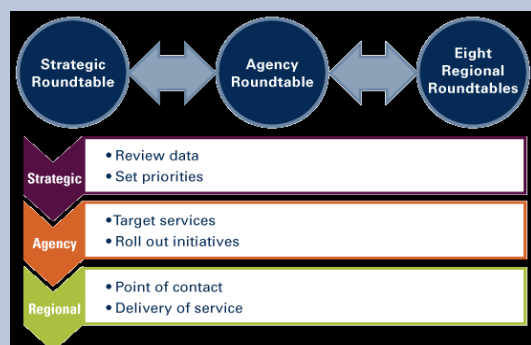 Strategic
Roundtable
Agency
Roundtable
Eight
Regional
Roundtables
Strategic
• Review data
• Set priorities
Agency
• Target services
• Roll out initiatives
Regional
• Point of contact
• Delivery of service